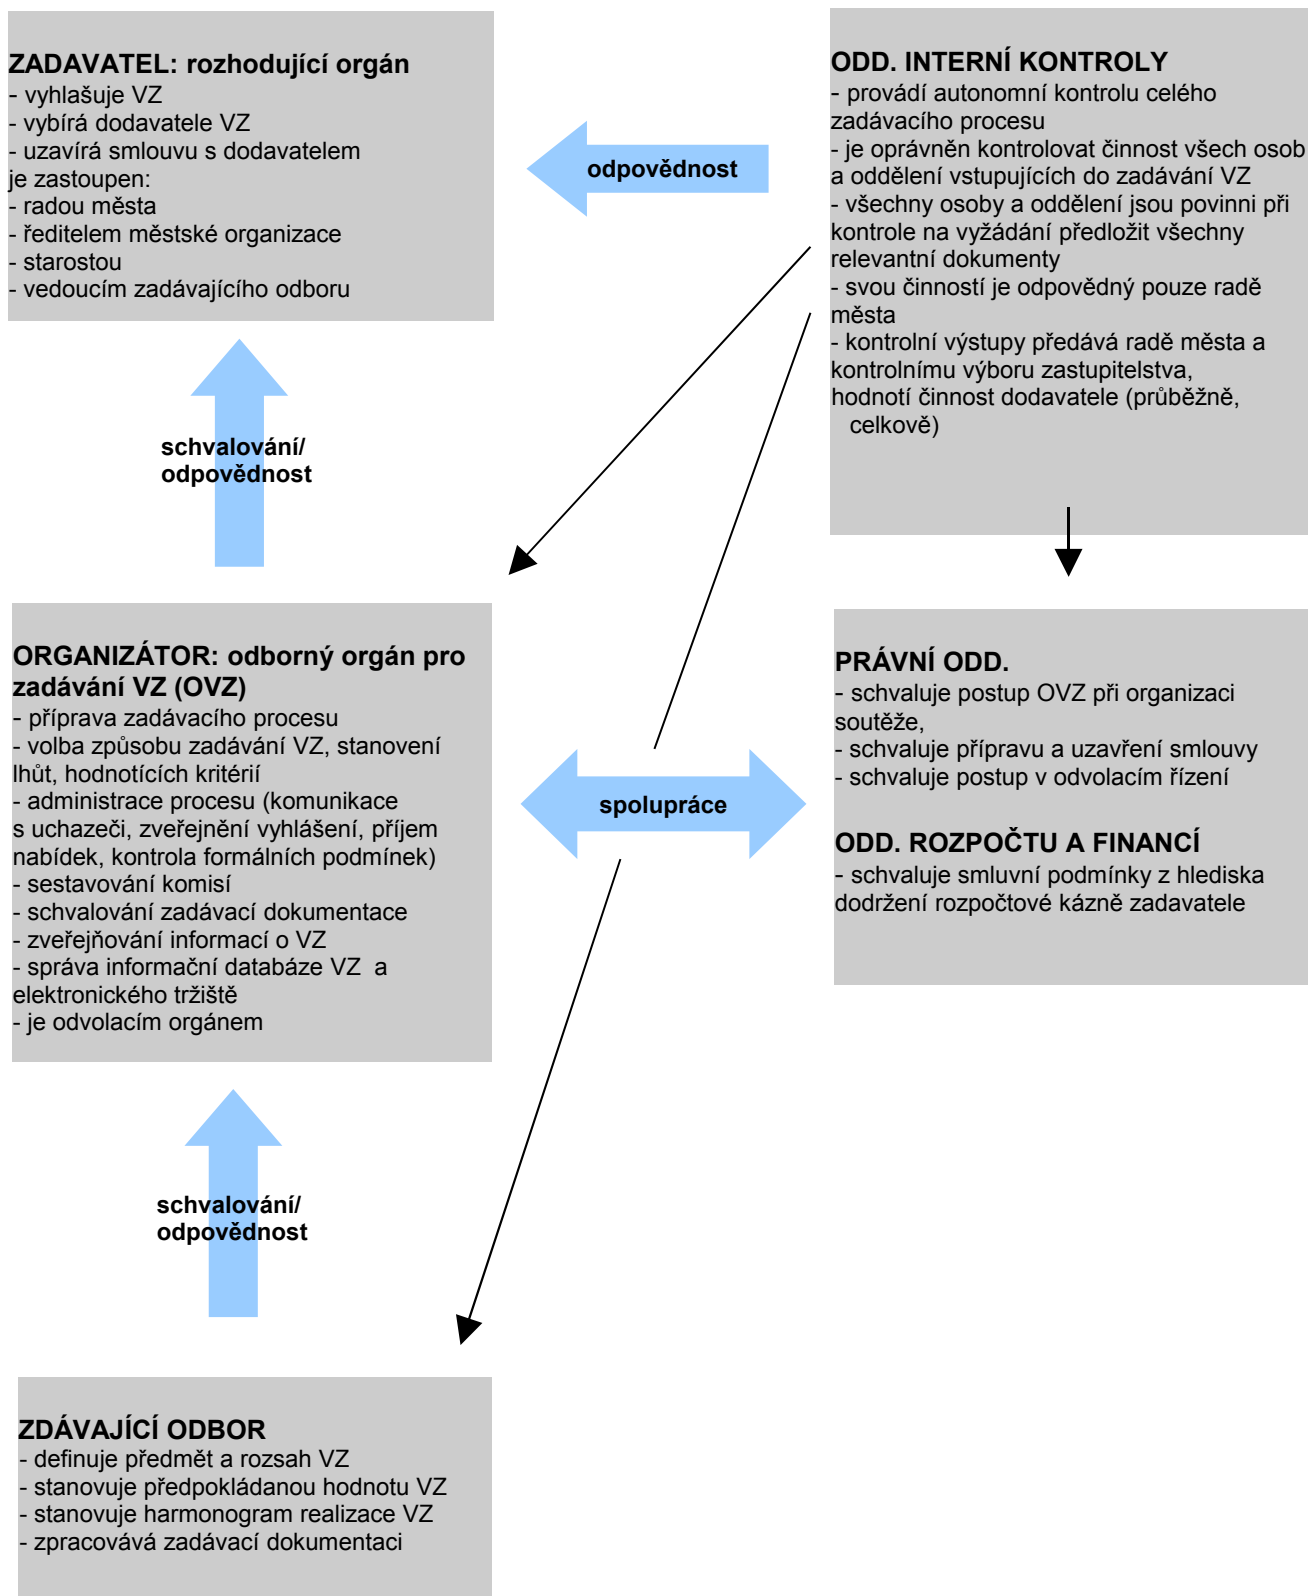 ZADAVATEL: rozhodující orgán
- vyhlašuje VZ
- vybírá dodavatele VZ
- uzavírá smlouvu s dodavatelem
je zastoupen:
- radou města
- ředitelem městské organizace
- starostou
- vedoucím zadávajícího odboru
odpovědnost
ODD. INTERNÍ KONTROLY
- provádí autonomní kontrolu celého
zadávacího procesu
- je oprávněn kontrolovat činnost všech osob
a oddělení vstupujících do zadávání VZ
- všechny osoby a oddělení jsou povinni při
kontrole na vyžádání předložit všechny
relevantní dokumenty
- svou činností je odpovědný pouze radě
města
- kontrolní výstupy předává radě města a
kontrolnímu výboru zastupitelstva,
hodnotí činnost dodavatele (průběžně,
celkově)
schvalování/
odpovědnost
ORGANIZÁTOR: odborný orgán pro
zadávání VZ (OVZ)
- příprava zadávacího procesu
- volba způsobu zadávání VZ, stanovení
lhůt, hodnotících kritérií
- administrace procesu (komunikace
s uchazeči, zveřejnění vyhlášení, příjem
nabídek, kontrola formálních podmínek)
- sestavování komisí
- schvalování zadávací dokumentace
- zveřejňování informací o VZ
- správa informační databáze VZ a
elektronického tržiště
- je odvolacím orgánem
spolupráce
PRÁVNÍ ODD.
- schvaluje postup OVZ při organizaci
soutěže,
- schvaluje přípravu a uzavření smlouvy
- schvaluje postup v odvolacím řízení
ODD. ROZPOČTU A FINANCÍ
- schvaluje smluvní podmínky z hlediska
dodržení rozpočtové kázně zadavatele
schvalování/
odpovědnost
ZDÁVAJÍCÍ ODBOR
- definuje předmět a rozsah VZ
- stanovuje předpokládanou hodnotu VZ
- stanovuje harmonogram realizace VZ
- zpracovává zadávací dokumentaci